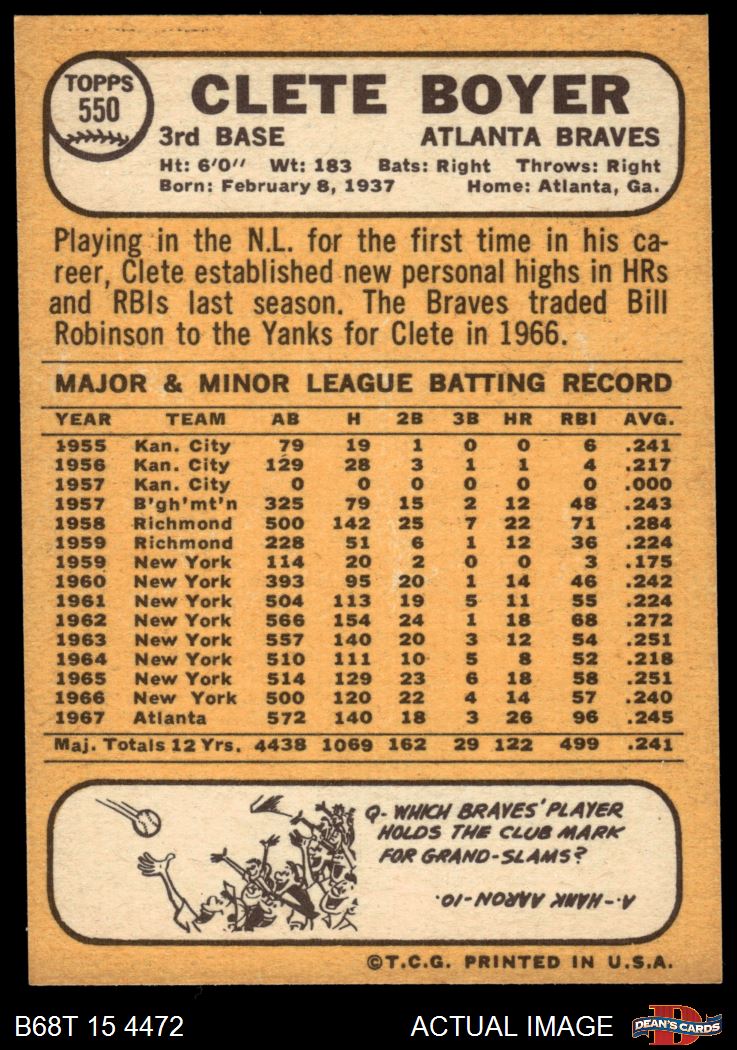 TOPPS
550
CLETE BOYER
3rd BASE ATLANTA BRAVES
Ht: 6'0" Wt: 183 Bats: Right Throws: Right
Born: February 8, 1937 Home: Atlanta, Ga.
Playing in the N.L. for the first time in his ca-
reer, Clete established new personal highs in HRs
and RBIs last season. The Braves traded Bill
Robinson to the Yanks for Clete in 1966.
MAJOR & MINOR LEAGUE BATTING RECORD
YEAR TEAM AB H 2B 3B HR RBI AVG.
1955 Kan. City 79 19 1 0 0 6 .241
1956 Kan. City 129 28 3 1 1 4 .217
1957 Kan. City 0 0 0 0 0 0 .000
1957 B'gh'mt'n 325 79 15 2 12 48 .243
1958 Richmond 500 142 25 7 22 71 .284
1959 Richmond 228 51 6 1 12 36 .224
1959 New York 114 20 2 0 0 3 .175
1960 New York 393 95 20 1 14 46 .242
1961 New York 504 113 19 5 11 55 .224
1962 New York 566 154 24 1 18 68 .272
1963 New York 557 140 20 3 12 54 .251
1964 New York 510 111 10 5 8 52 .218
1965 New York 514 129 23 6 18 58 .251
1966 New York 500 120 22 4 14 57 .240
1967 Atlanta 572 140 18 3 26 96 .245
Maj. Totals 12 Yrs. 4438 1069 162 29 122 499 .241
Q- WHICH BRAVES' PLAYER
HOLDS THE CLUB MARK
FOR GRAND-SLAMS?
A-- HANK AARON-10.
©T.C.G. PRINTED IN U.S.A.
B68T 15 4472 ACTUAL IMAGE DEAN'S CARDS